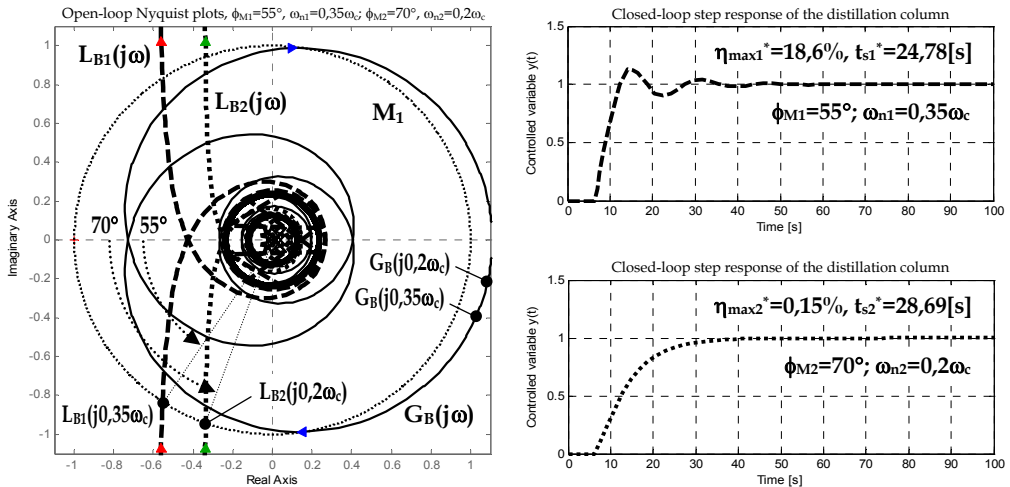 Open-loop Nyquist plots, ϕM1=55°, ωn1=0,35ωc; ϕM2=70°, ωn2=0,2ωc
Imaginary Axis
1
0.8
0.6
0.4
0.2
0
-0.2
-0.4
-0.6
-0.8
-1
-1
-0.8
-0.6
-0.4
-0.2
0
0.2
0.4
0.6
0.8
1
Real Axis
LB1(jω)
LB2(jω)
M1
70°
55°
GB(j0,2ωc)
GB(j0,35ωc)
LB2(j0,2ωc)
LB1(j0,35ωc)
GB(jω)
Closed-loop step response of the distillation column
Controlled variable y(t)
1.5
1
0.5
0
ηmax1*=18,6%, ts1*=24,78[s]
ϕM1=55°; ωn1=0,35ωc
0 10 20 30 40 50 60 70 80 90 100
Time [s]
Closed-loop step response of the distillation column
Controlled variable y(t)
1.5
1
0.5
0
ηmax2*=0,15%, ts2*=28,69[s]
ϕM2=70°; ωn2=0,2ωc
0 10 20 30 40 50 60 70 80 90 100
Time [s]